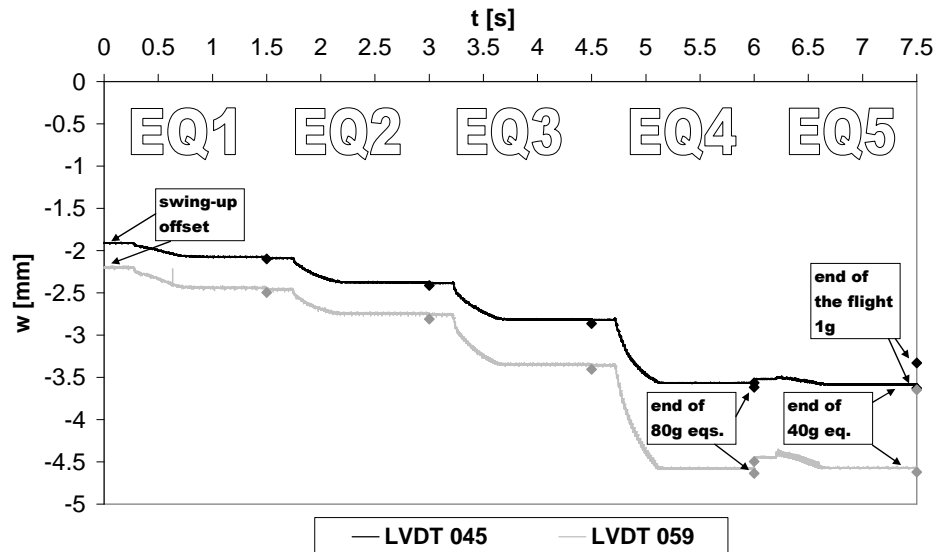 t [s]
0 0.5 1 1.5 2 2.5 3 3.5 4 4.5 5 5.5 6 6.5 7 7.5
0
-0.5
-1
-1.5
-2
-2.5
-3
-3.5
-4
-4.5
-5
w [mm]
EQ1 EQ2 EQ3 EQ4 EQ5
swing-up
offset
end of
the flight
1g
end of
80g eqs.
end of
40g eq.
LVDT 045 LVDT 059